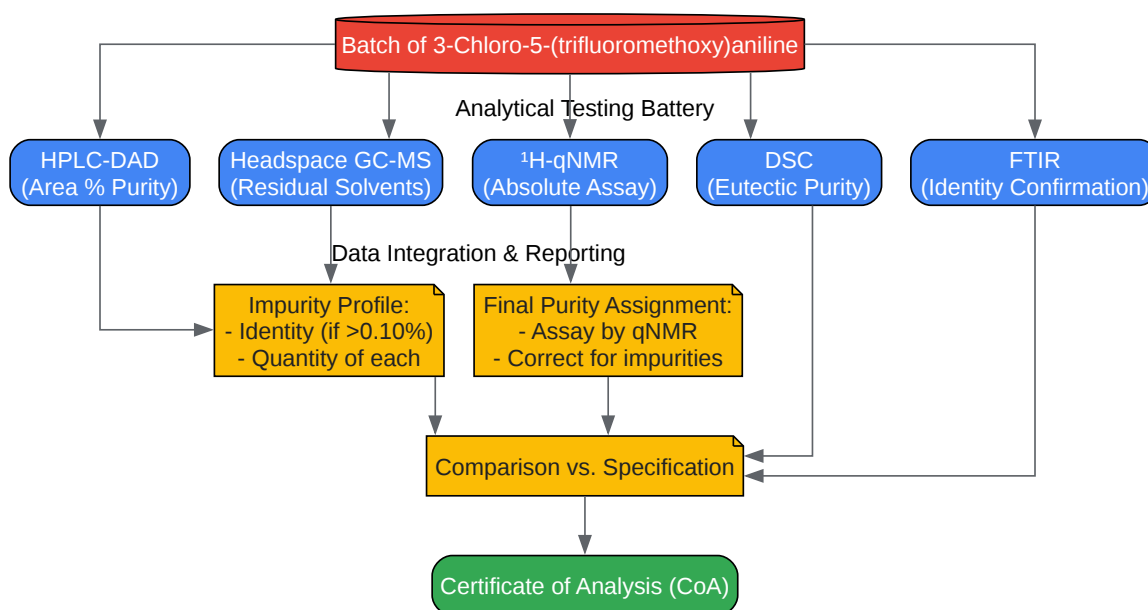 Batch of 3-Chloro-5-(trifluoromethoxy)aniline
Analytical Testing Battery
HPLC-DAD
(Area % Purity)
Headspace GC-MS
(Residual Solvents)
¹H-qNMR
(Absolute Assay)
DSC
(Eutectic Purity)
FTIR
(Identity Confirmation)
Data Integration & Reporting
Impurity Profile:
- Identity (if >0.10%)
- Quantity of each
Final Purity Assignment:
- Assay by qNMR
- Correct for impurities
Comparison vs. Specification
Certificate of Analysis (CoA)